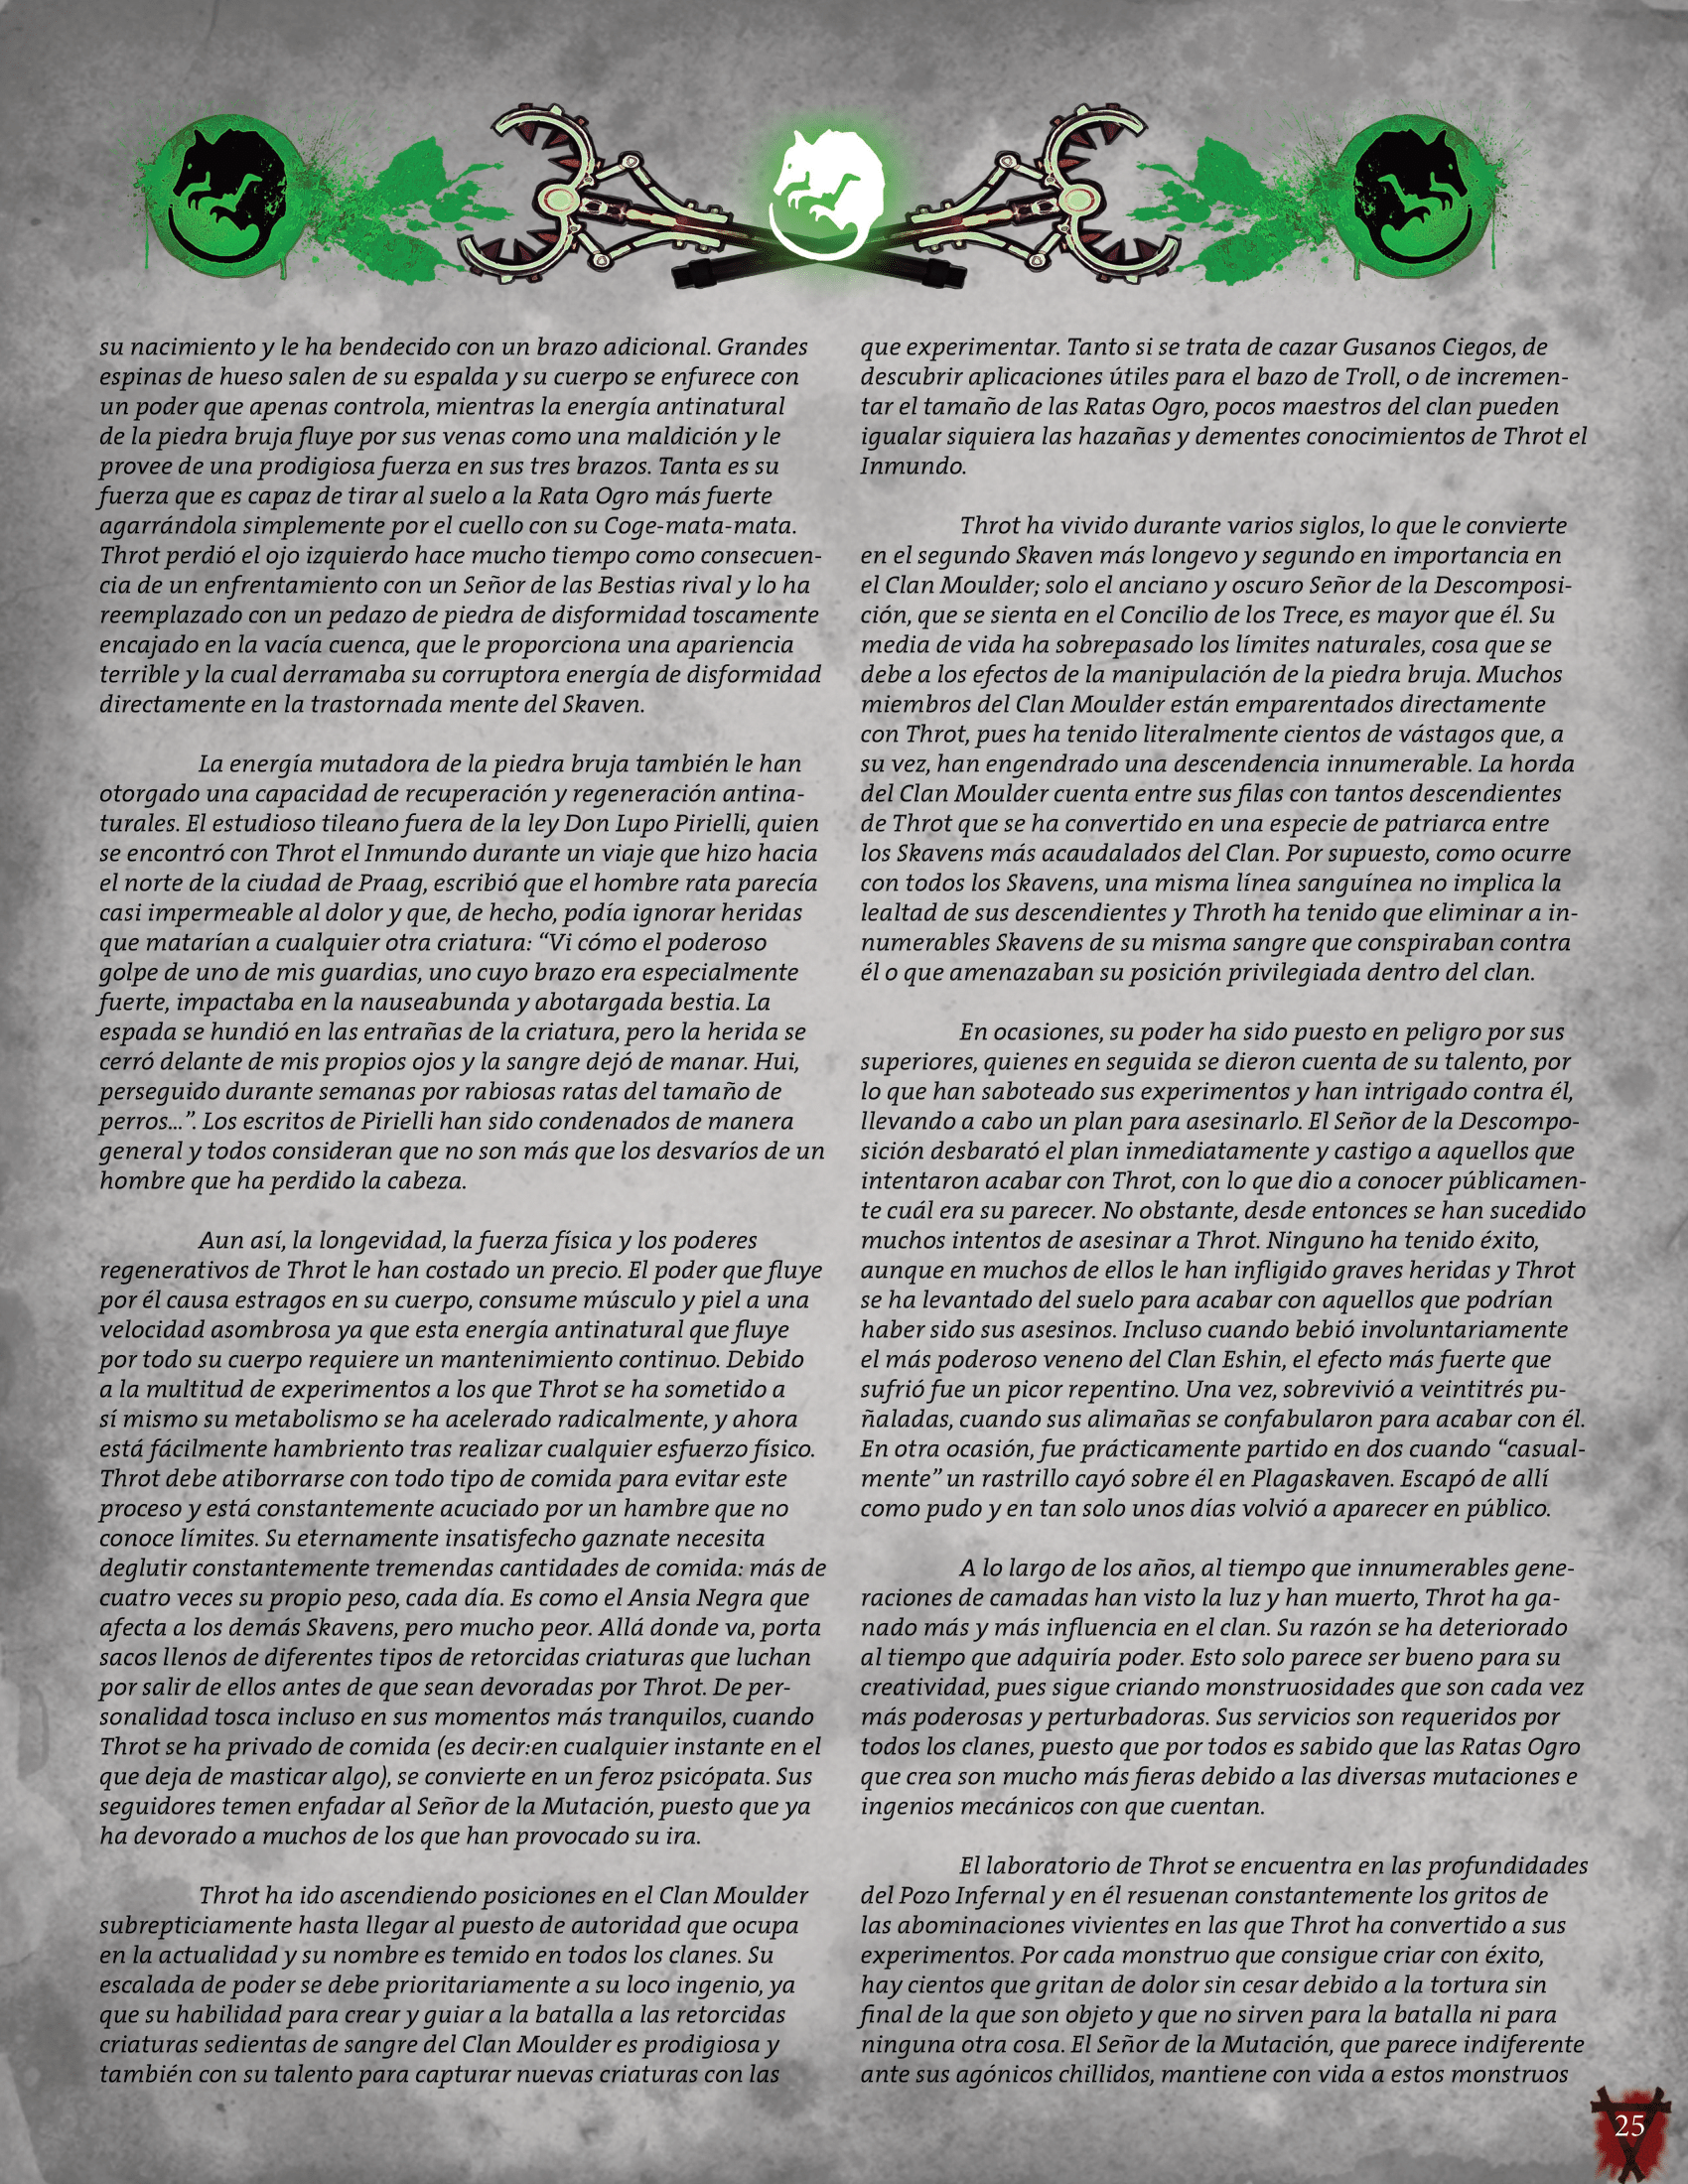 su nacimiento y le ha bendecido con un brazo adicional. Grandes
espinas de hueso salen de su espalda y su cuerpo se enfurece con
un poder que apenas controla, mientras la energía antinatural
de la piedra bruja fluye por sus venas como una maldición y le
provee de una prodigiosa fuerza en sus tres brazos. Tanta es su
fuerza que es capaz de tirar al suelo a la Rata Ogro más fuerte
agarrándola simplemente por el cuello con su Coge-mata-mata.
Throt perdió el ojo izquierdo hace mucho tiempo como consecuen-
cia de un enfrentamiento con un Señor de las Bestias rival y lo ha
reemplazado con un pedazo de piedra de disformidad toscamente
encajado en la vacía cuenca, que le proporciona una apariencia
terrible y la cual derramaba su corruptora energía de disformidad
directamente en la trastornada mente del Skaven.

La energía mutadora de la piedra bruja también le han
otorgado una capacidad de recuperación y regeneración antina-
turales. El estudioso tileano fuera de la ley Don Lupo Pirielli, quien
se encontró con Throt el Inmundo durante un viaje que hizo hacia
el norte de la ciudad de Praag, escribió que el hombre rata parecía
casi impermeable al dolor y que, de hecho, podía ignorar heridas
que matarían a cualquier otra criatura: “Vi cómo el poderoso
golpe de uno de mis guardias, uno cuyo brazo era especialmente
fuerte, impactaba en la nauseabunda y abotargada bestia. La
espada se hundió en las entrañas de la criatura, pero la herida se
cerró delante de mis propios ojos y la sangre dejó de manar. Hui,
perseguido durante semanas por rabiosas ratas del tamaño de
perros...”. Los escritos de Pirielli han sido condenados de manera
general y todos consideran que no son más que los desvaríos de un
hombre que ha perdido la cabeza.

Aun así, la longevidad, la fuerza física y los poderes
regenerativos de Throt le han costado un precio. El poder que fluye
por él causa estragos en su cuerpo, consume músculo y piel a una
velocidad asombrosa ya que esta energía antinatural que fluye
por todo su cuerpo requiere un mantenimiento continuo. Debido
a la multitud de experimentos a los que Throt se ha sometido a
sí mismo su metabolismo se ha acelerado radicalmente, y ahora
está fácilmente hambriento tras realizar cualquier esfuerzo físico.
Throt debe atiborrarse con todo tipo de comida para evitar este
proceso y está constantemente acuciado por un hambre que no
conoce límites. Su eternamente insatisfecho gaznate necesita
deglutir constantemente tremendas cantidades de comida: más de
cuatro veces su propio peso, cada día. Es como el Ansia Negra que
afecta a los demás Skavens, pero mucho peor. Allá donde va, porta
sacos llenos de diferentes tipos de retorcidas criaturas que luchan
por salir de ellos antes de que sean devoradas por Throt. De per-
sonalidad tosca incluso en sus momentos más tranquilos, cuando
Throt se ha privado de comida (es decir:en cualquier instante en el
que deja de masticar algo), se convierte en un feroz psicópata. Sus
seguidores temen enfadar al Señor de la Mutación, puesto que ya
ha devorado a muchos de los que han provocado su ira.

Throt ha ido ascendiendo posiciones en el Clan Moulder
subrepticiamente hasta llegar al puesto de autoridad que ocupa
en la actualidad y su nombre es temido en todos los clanes. Su
escalada de poder se debe prioritariamente a su loco ingenio, ya
que su habilidad para crear y guiar a la batalla a las retorcidas
criaturas sedientas de sangre del Clan Moulder es prodigiosa y
también con su talento para capturar nuevas criaturas con las
que experimentar. Tanto si se trata de cazar Gusanos Ciegos, de
descubrir aplicaciones útiles para el bazo de Troll, o de incremen-
tar el tamaño de las Ratas Ogro, pocos maestros del clan pueden
igualar siquiera las hazañas y dementes conocimientos de Throt el
Inmundo.

Throt ha vivido durante varios siglos, lo que le convierte
en el segundo Skaven más longevo y segundo en importancia en
el Clan Moulder; solo el anciano y oscuro Señor de la Descomposi-
ción, que se sienta en el Concilio de los Trece, es mayor que él. Su
media de vida ha sobrepasado los límites naturales, cosa que se
debe a los efectos de la manipulación de la piedra bruja. Muchos
miembros del Clan Moulder están emparentados directamente
con Throt, pues ha tenido literalmente cientos de vástagos que, a
su vez, han engendrado una descendencia innumerable. La horda
del Clan Moulder cuenta entre sus filas con tantos descendientes
de Throt que se ha convertido en una especie de patriarca entre
los Skavens más acaudalados del Clan. Por supuesto, como ocurre
con todos los Skavens, una misma línea sanguínea no implica la
lealtad de sus descendientes y Throth ha tenido que eliminar a in-
numerables Skavens de su misma sangre que conspiraban contra
él o que amenazaban su posición privilegiada dentro del clan.

En ocasiones, su poder ha sido puesto en peligro por sus
superiores, quienes en seguida se dieron cuenta de su talento, por
lo que han saboteado sus experimentos y han intrigado contra él,
llevando a cabo un plan para asesinarlo. El Señor de la Descompo-
sición desbarató el plan inmediatamente y castigo a aquellos que
intentaron acabar con Throt, con lo que dio a conocer públicamen-
te cuál era su parecer. No obstante, desde entonces se han sucedido
muchos intentos de asesinar a Throt. Ninguno ha tenido éxito,
aunque en muchos de ellos le han infligido graves heridas y Throt
se ha levantado del suelo para acabar con aquellos que podrían
haber sido sus asesinos. Incluso cuando bebió involuntariamente
el más poderoso veneno del Clan Eshin, el efecto más fuerte que
sufrió fue un picor repentino. Una vez, sobrevivió a veintitrés pu-
ñaladas, cuando sus alimañas se confabularon para acabar con él.
En otra ocasión, fue prácticamente partido en dos cuando “casual-
mente” un rastrillo cayó sobre él en Plagaskaven. Escapó de allí
como pudo y en tan solo unos días volvió a aparecer en público.

A lo largo de los años, al tiempo que innumerables gene-
raciones de camadas han visto la luz y han muerto, Throt ha ga-
nado más y más influencia en el clan. Su razón se ha deteriorado
al tiempo que adquiría poder. Esto solo parece ser bueno para su
creatividad, pues sigue criando monstruosidades que son cada vez
más poderosas y perturbadoras. Sus servicios son requeridos por
todos los clanes, puesto que por todos es sabido que las Ratas Ogro
que crea son mucho más fieras debido a las diversas mutaciones e
ingenios mecánicos con que cuentan.

El laboratorio de Throt se encuentra en las profundidades
del Pozo Infernal y en él resuenan constantemente los gritos de
las abominaciones vivientes en las que Throt ha convertido a sus
experimentos. Por cada monstruo que consigue criar con éxito,
hay cientos que gritan de dolor sin cesar debido a la tortura sin
final de la que son objeto y que no sirven para la batalla ni para
ninguna otra cosa. El Señor de la Mutación, que parece indiferente
ante sus agónicos chillidos, mantiene con vida a estos monstruos
25